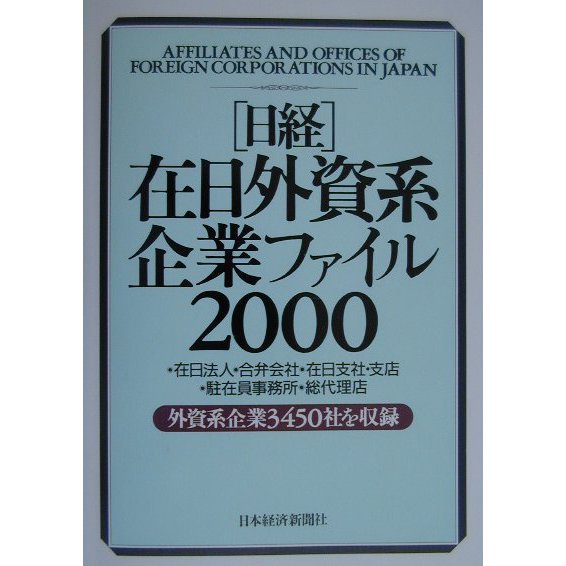 AFFILIATES AND OFFICES OF
FOREIGN CORPORATIONS IN JAPAN
[日経]
在日外資系
企業ファイル
2000
*在日法人*合弁会社*在日支社・支店
*駐在員事務所*総代理店
外資系企業3450社を収録
日本経済新聞社